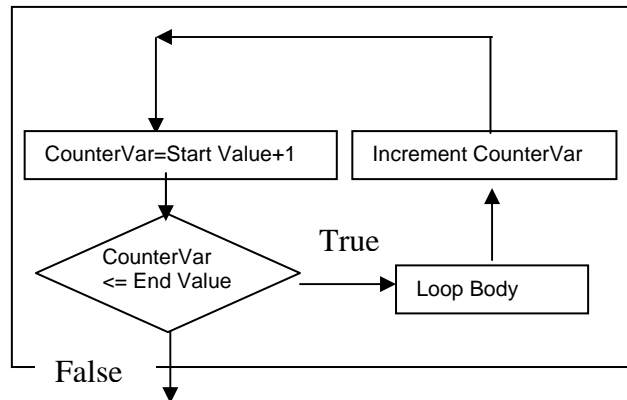 CounterVar=Start Value+1
Increment CounterVar
CounterVar
<= End Value
True
Loop Body
False